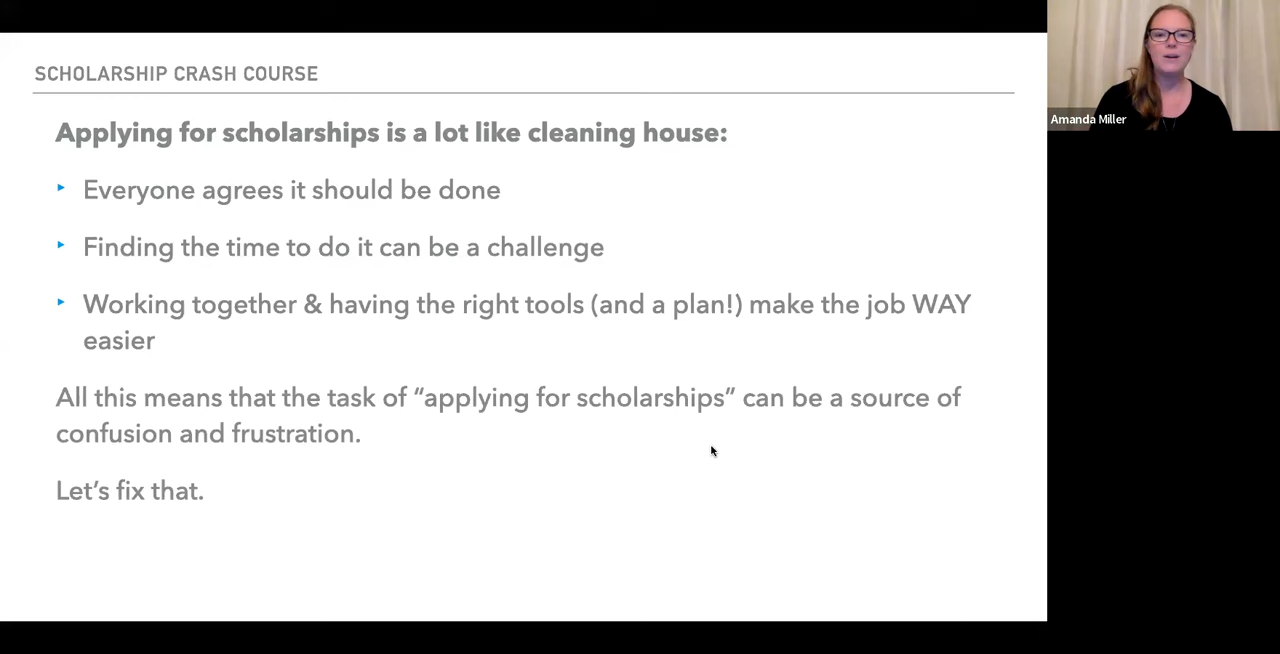 SCHOLARSHIP CRASH COURSE
Applying for scholarships is a lot like cleaning house:
‣ Everyone agrees it should be done
‣ Finding the time to do it can be a challenge
‣ Working together & having the right tools (and a plan!) make the job WAY
easier
All this means that the task of “applying for scholarships” can be a source of
confusion and frustration.
Let’s fix that.
Amanda Miller